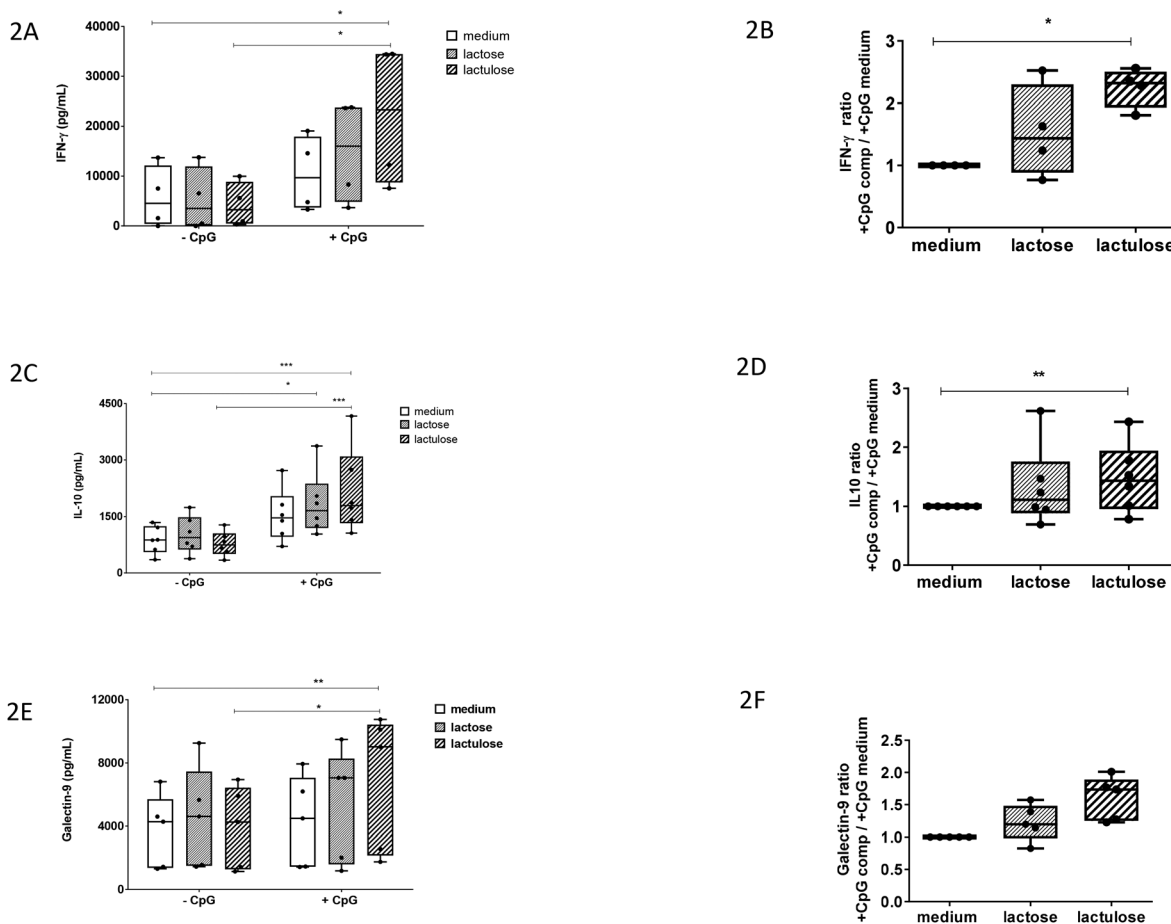 2A
*
*
40000
30000
20000
10000
0
IFN-γ (pg/mL)
medium
lactose
lactulose
- CpG
+ CpG
2B
*
3
2
1
0
IFN-γ ratio
+CpG comp / +CpG medium
medium
lactose
lactulose
2C
***
*
***
4500
3000
1500
0
IL-10 (pg/mL)
medium
lactose
lactulose
- CpG
+ CpG
2D
**
3
2
1
0
IL10 ratio
+CpG comp / +CpG medium
medium
lactose
lactulose
2E
**
*
12000
8000
4000
0
Galectin-9 (pg/mL)
medium
lactose
lactulose
- CpG
+ CpG
2F
2.5
2.0
1.5
1.0
0.5
0.0
Galectin-9 ratio
+CpG comp / +CpG medium
medium
lactose
lactulose